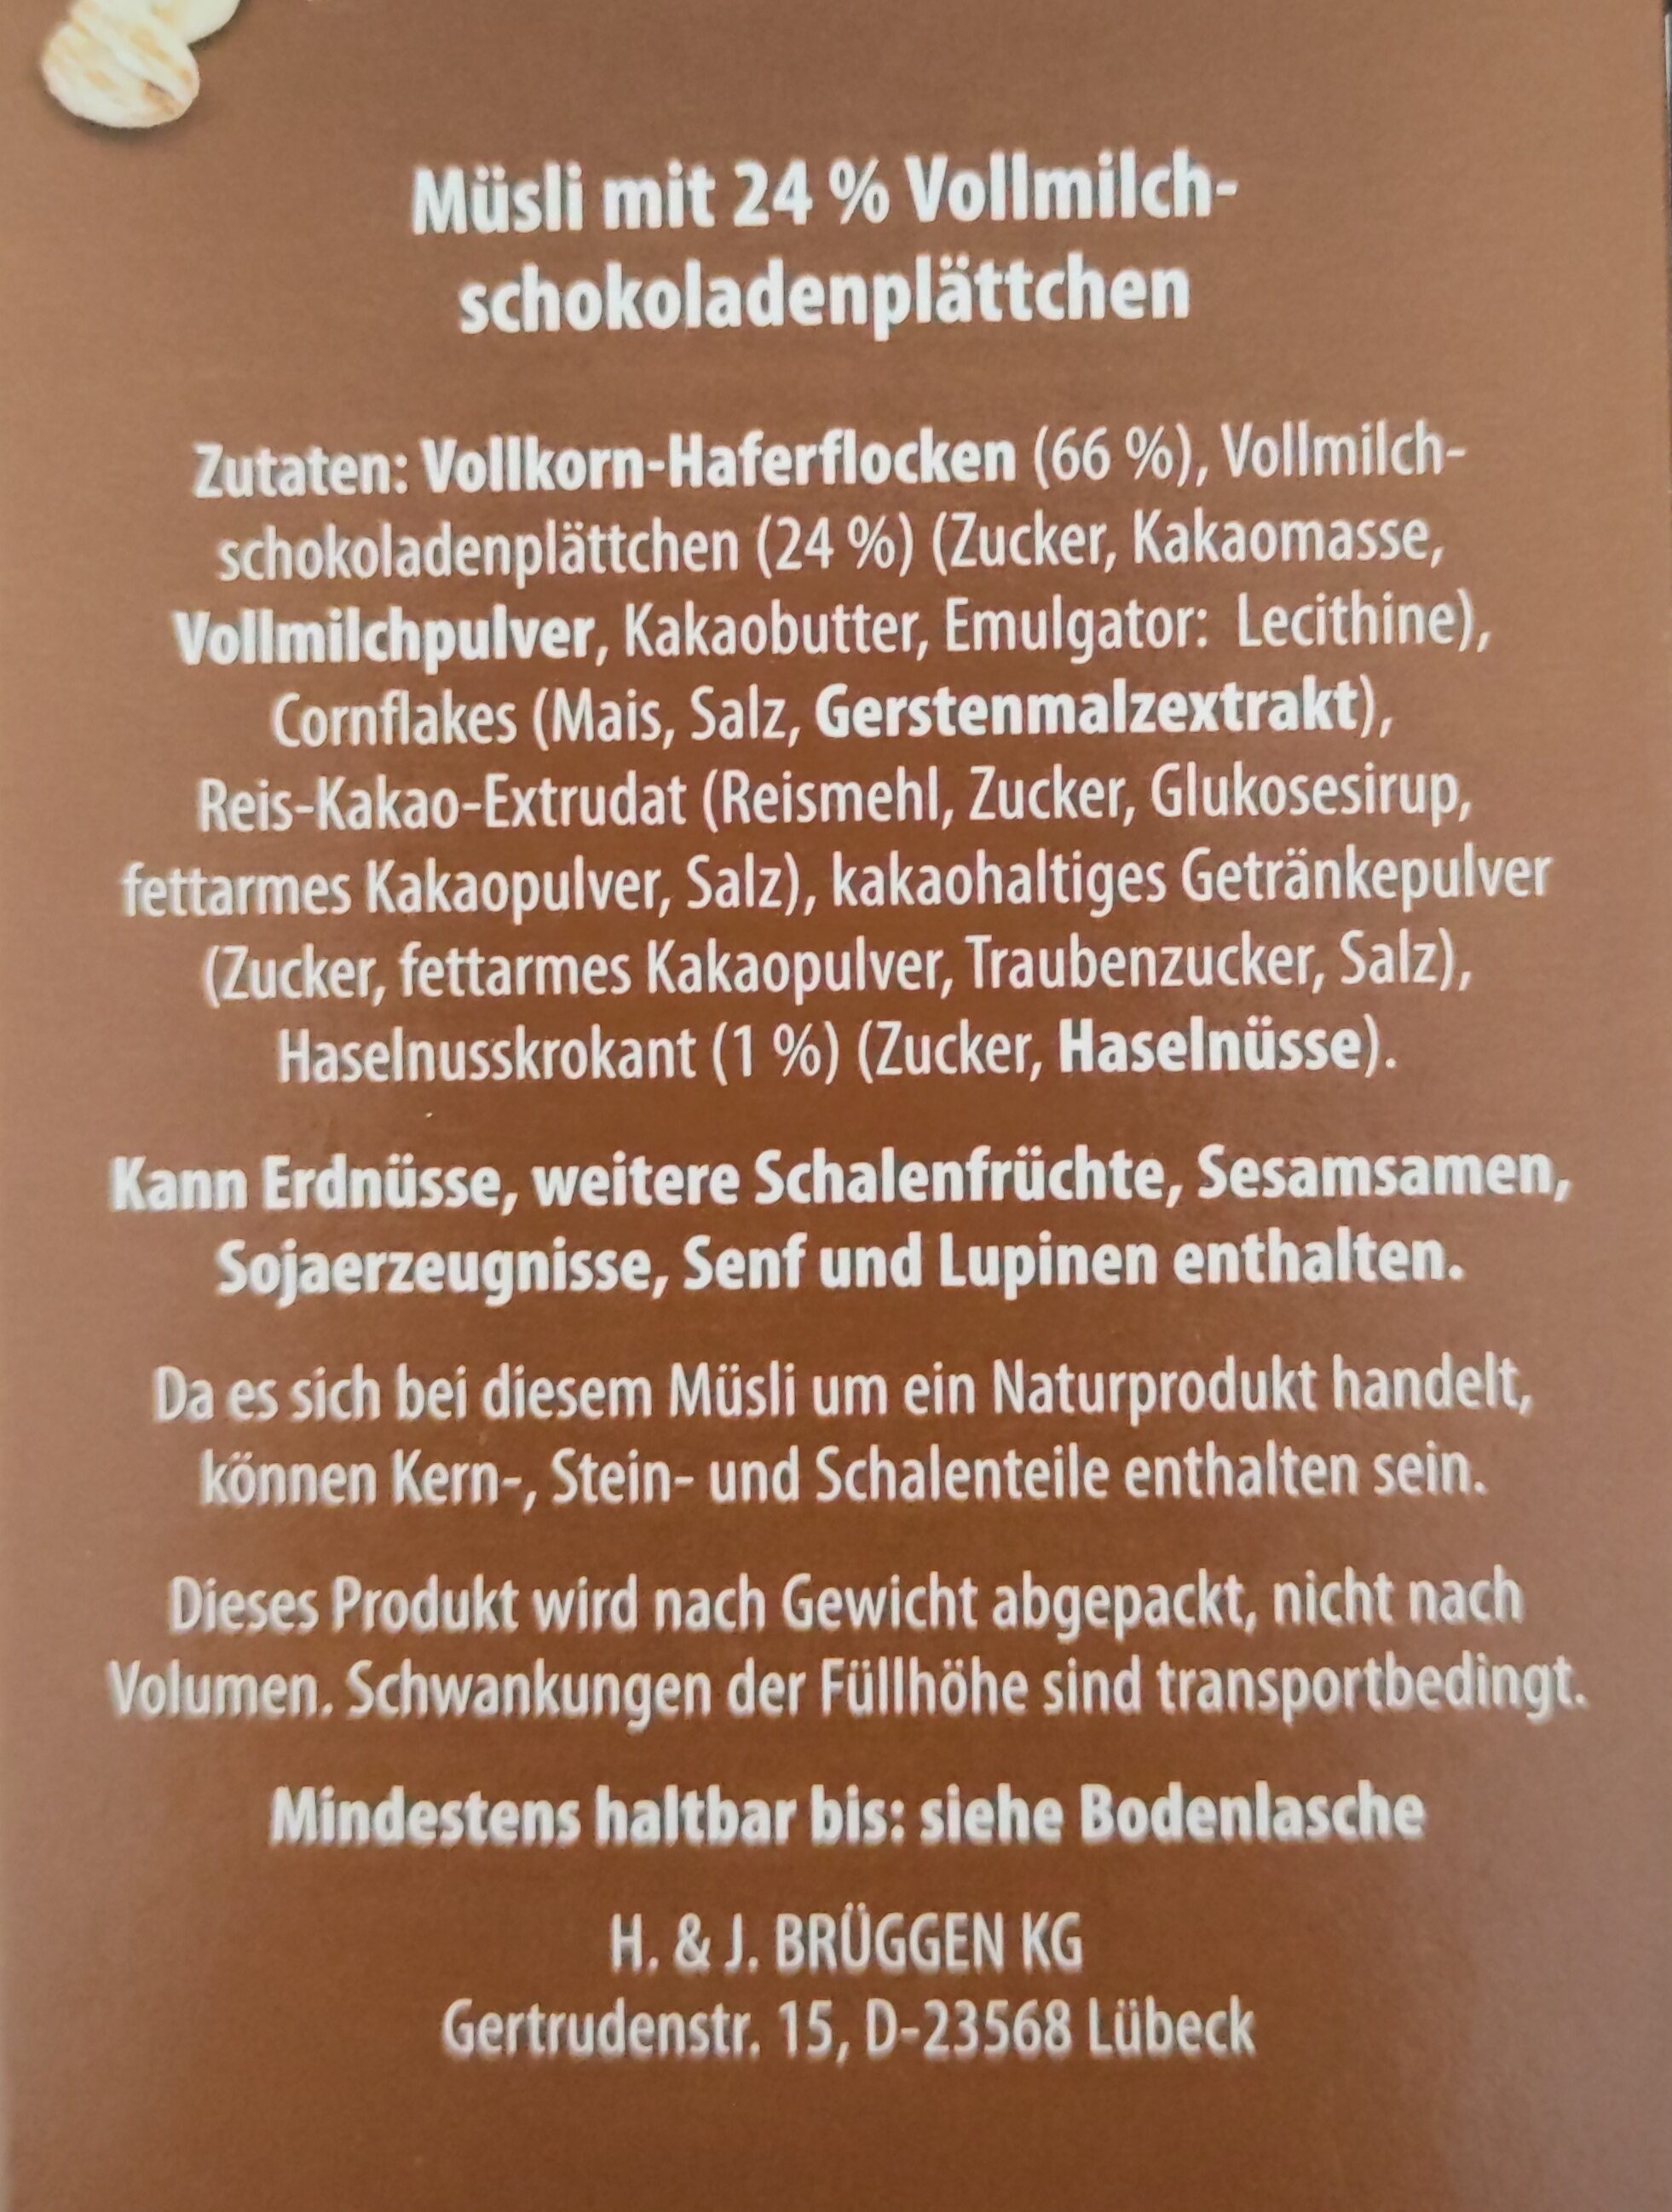 Müsli mit 24 % Vollmilch-
schokoladenplättchen
Zutaten: Vollkorn-Haferflocken (66 %), Vollmilch-
schokoladenplättchen (24 %) (Zucker, Kakaomasse,
Vollmilchpulver, Kakaobutter, Emulgator: Lecithine),
Cornflakes (Mais, Salz, Gerstenmalzextrakt),
Reis-Kakao-Extrudat (Reismehl, Zucker, Glukosesirup,
fettarmes Kakaopulver, Salz), kakaohaltiges Getränkepulver
(Zucker, fettarmes Kakaopulver, Traubenzucker, Salz),
Haselnusskrokant (1 %) (Zucker, Haselnüsse).
Kann Erdnüsse, weitere Schalenfrüchte, Sesamsamen,
Sojaerzeugnisse, Senf und Lupinen enthalten.
Da es sich bei diesem Müsli um ein Naturprodukt handelt,
können Kern-, Stein- und Schalenteile enthalten sein.
Dieses Produkt wird nach Gewicht abgepackt, nicht nach
Volumen. Schwankungen der Füllhöhe sind transportbedingt.
Mindestens haltbar bis: siehe Bodenlasche
H. & J. BRÜGGEN KG
Gertrudenstr. 15, D-23568 Lübeck